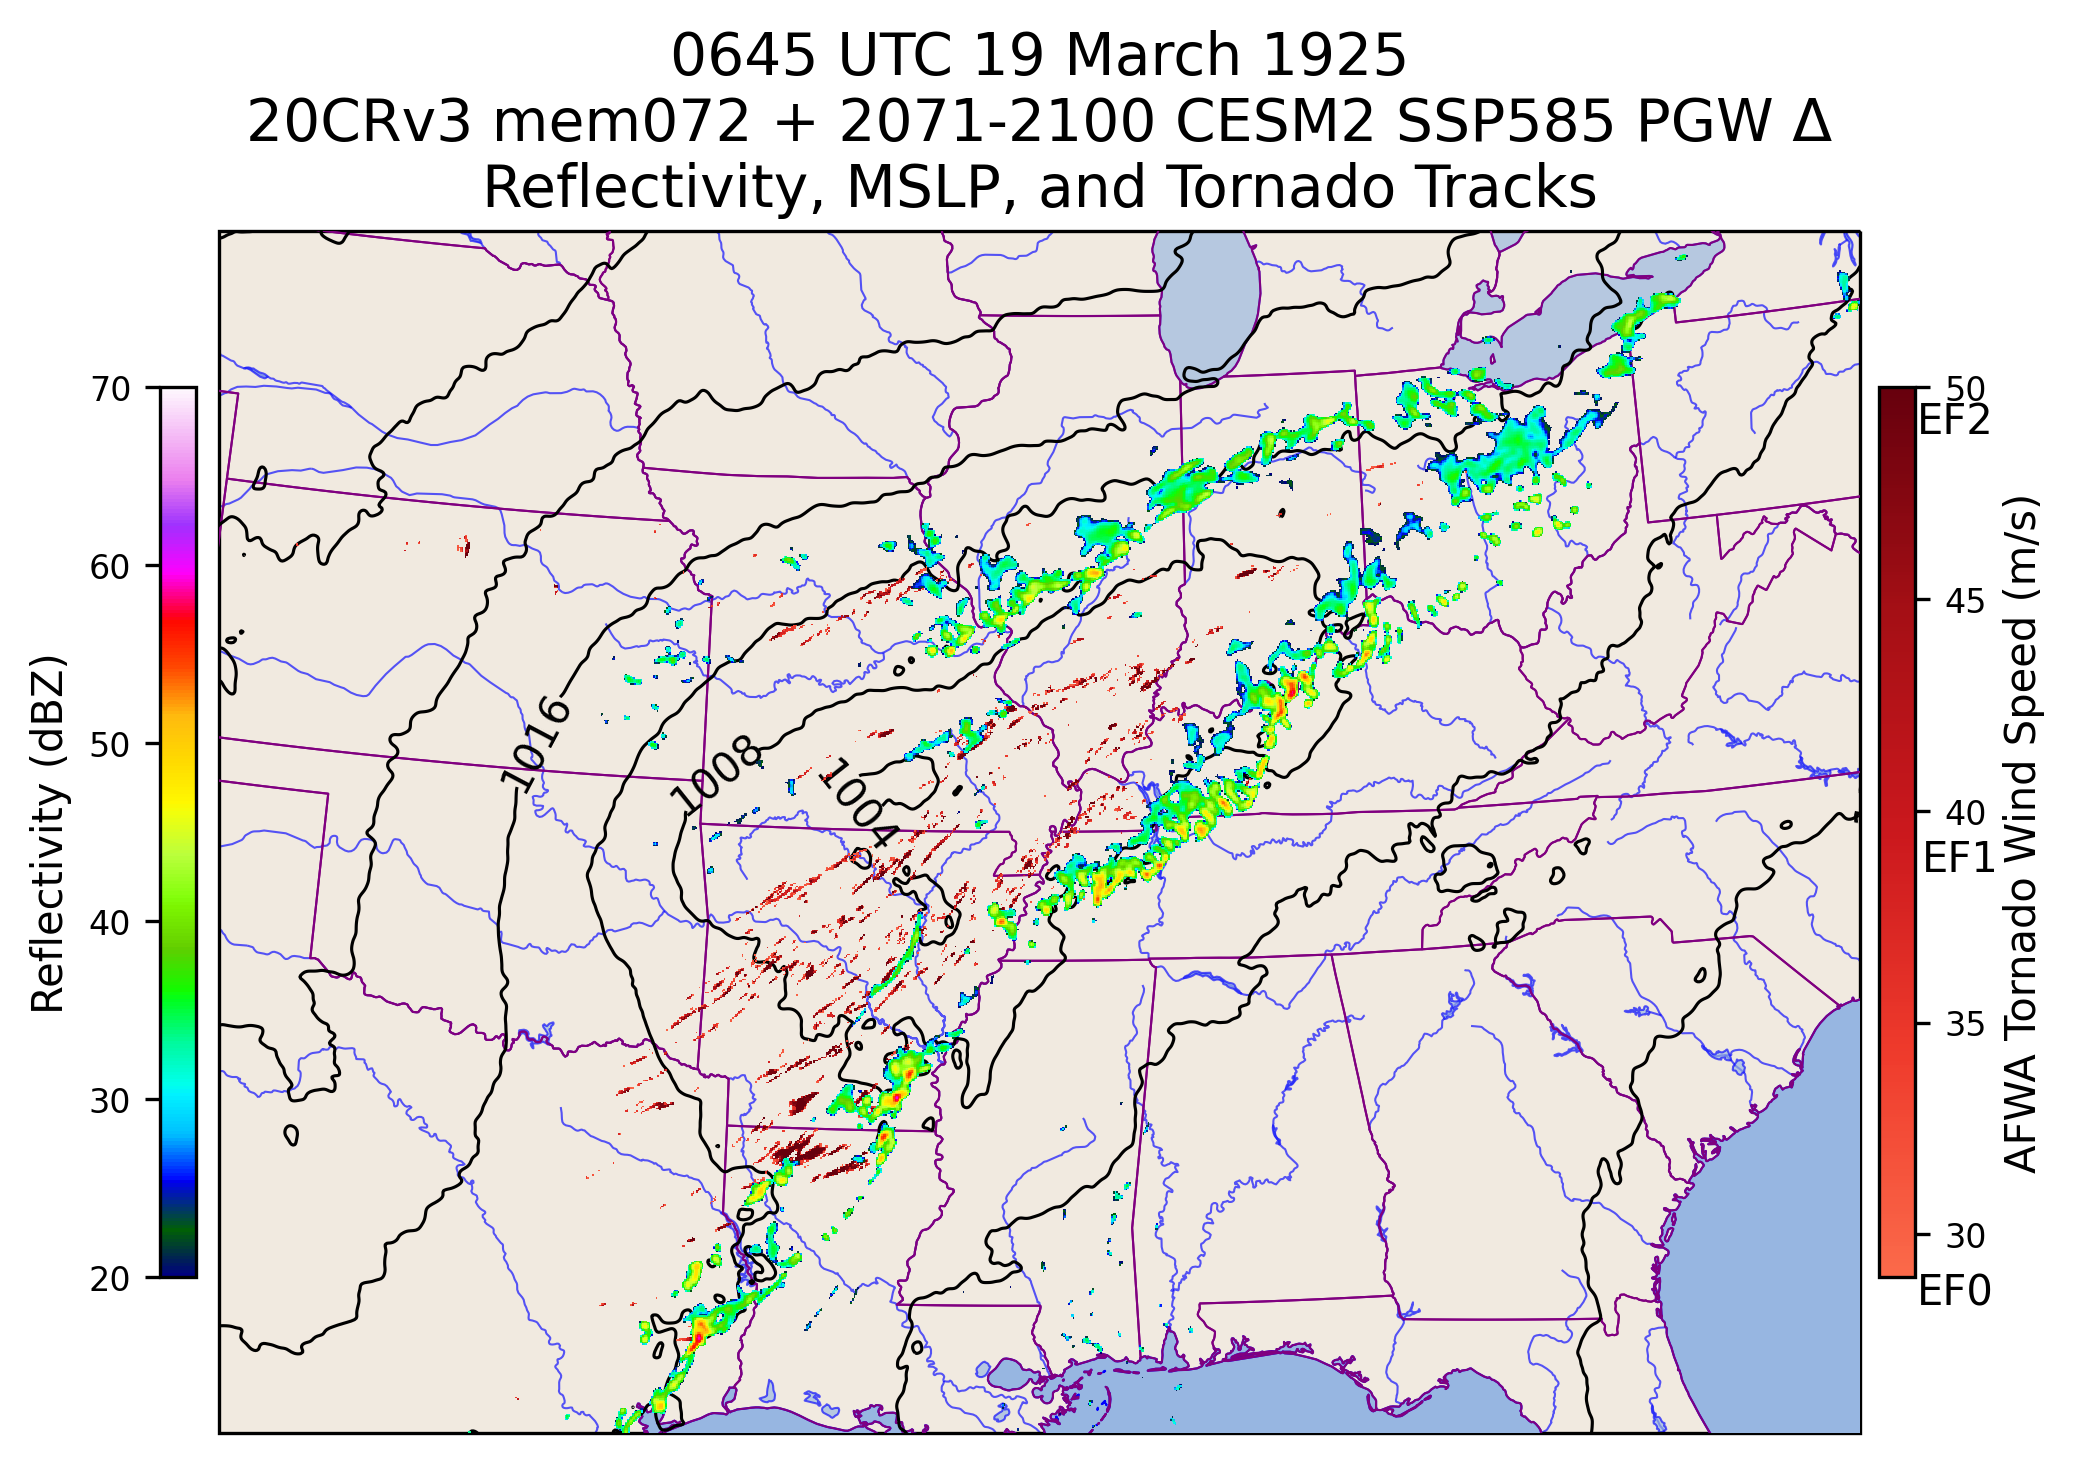 0645 UTC 19 March 1925
20CRv3 mem072 + 2071-2100 CESM2 SSP585 PGW Δ
Reflectivity, MSLP, and Tornado Tracks
70
60
50
40
30
20
Reflectivity (dBZ)
1016
1008
1004
50
EF2
45
40
EF1
35
30
EF0
AFWA Tornado Wind Speed (m/s)